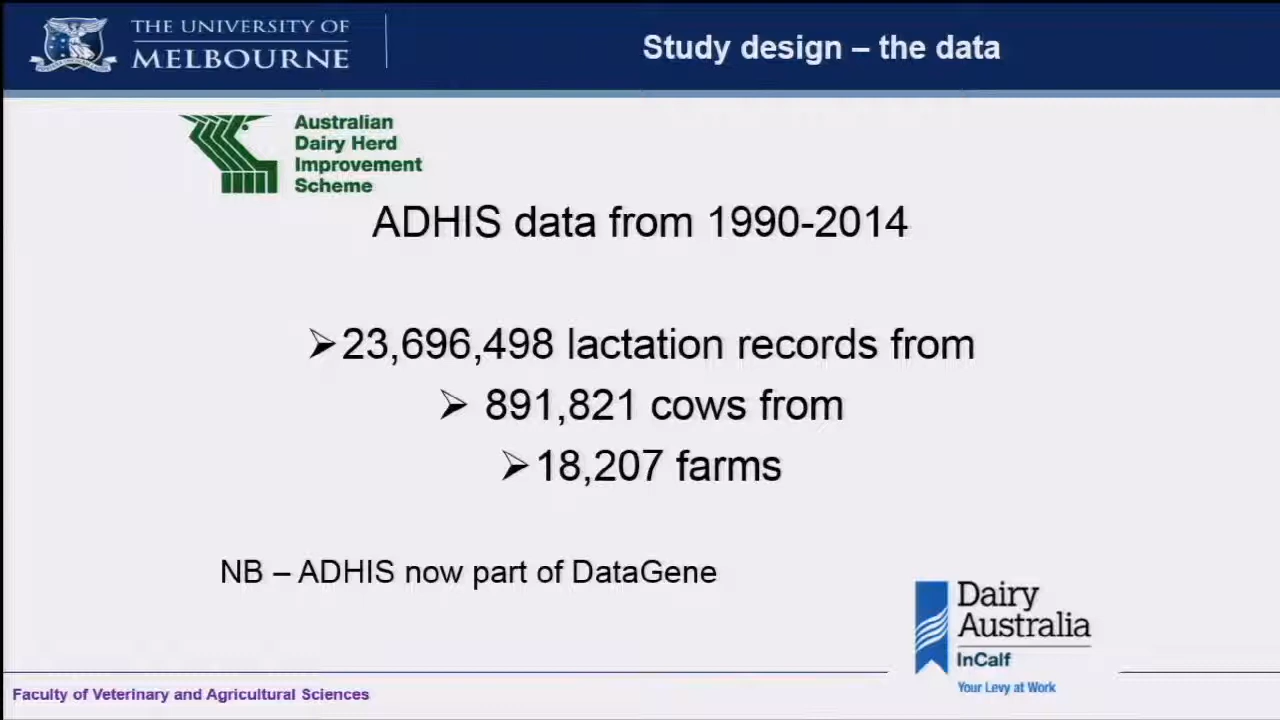 THE UNIVERSITY OF
MELBOURNE
Study design – the data
Australian
Dairy Herd
Improvement
Scheme
ADHIS data from 1990-2014
➢23,696,498 lactation records from
➢ 891,821 cows from
➢18,207 farms
NB – ADHIS now part of DataGene
Dairy
Australia
InCalf
Your Levy at Work
Faculty of Veterinary and Agricultural Sciences